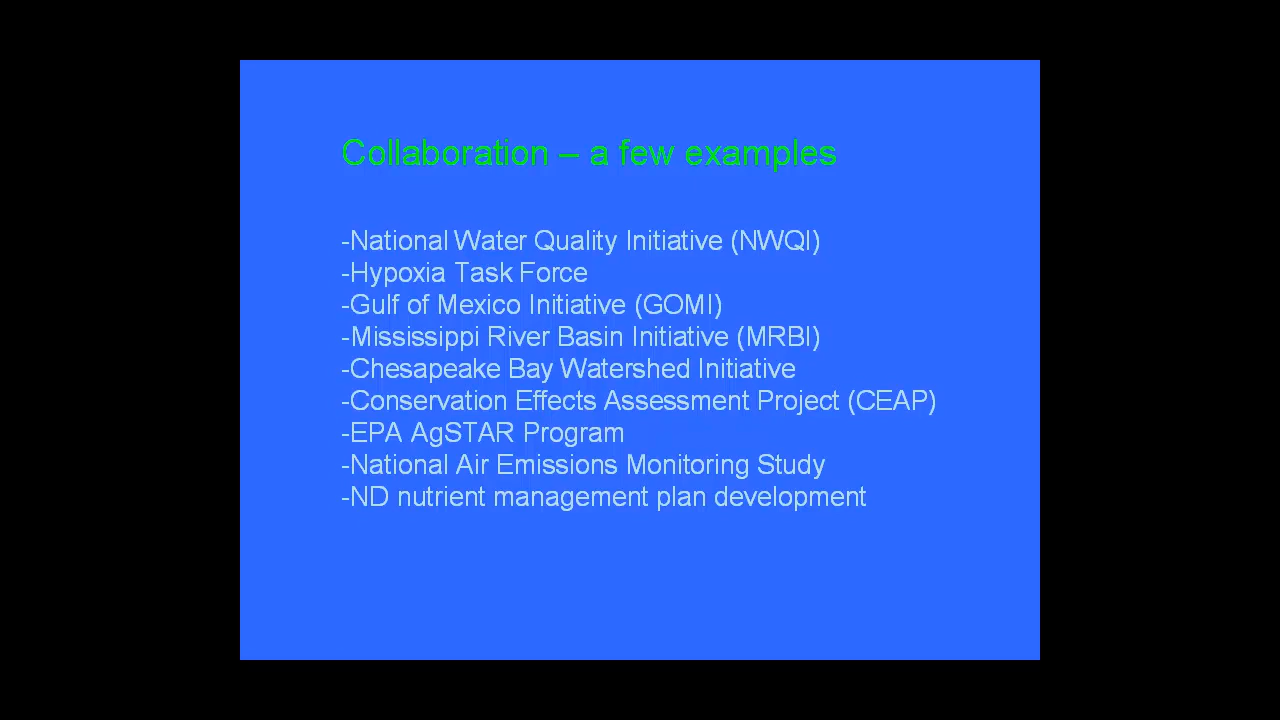 Collaboration – a few examples
-National Water Quality Initiative (NWQI)
-Hypoxia Task Force
-Gulf of Mexico Initiative (GOMI)
-Mississippi River Basin Initiative (MRBI)
-Chesapeake Bay Watershed Initiative
-Conservation Effects Assessment Project (CEAP)
-EPA AgSTAR Program
-National Air Emissions Monitoring Study
-ND nutrient management plan development